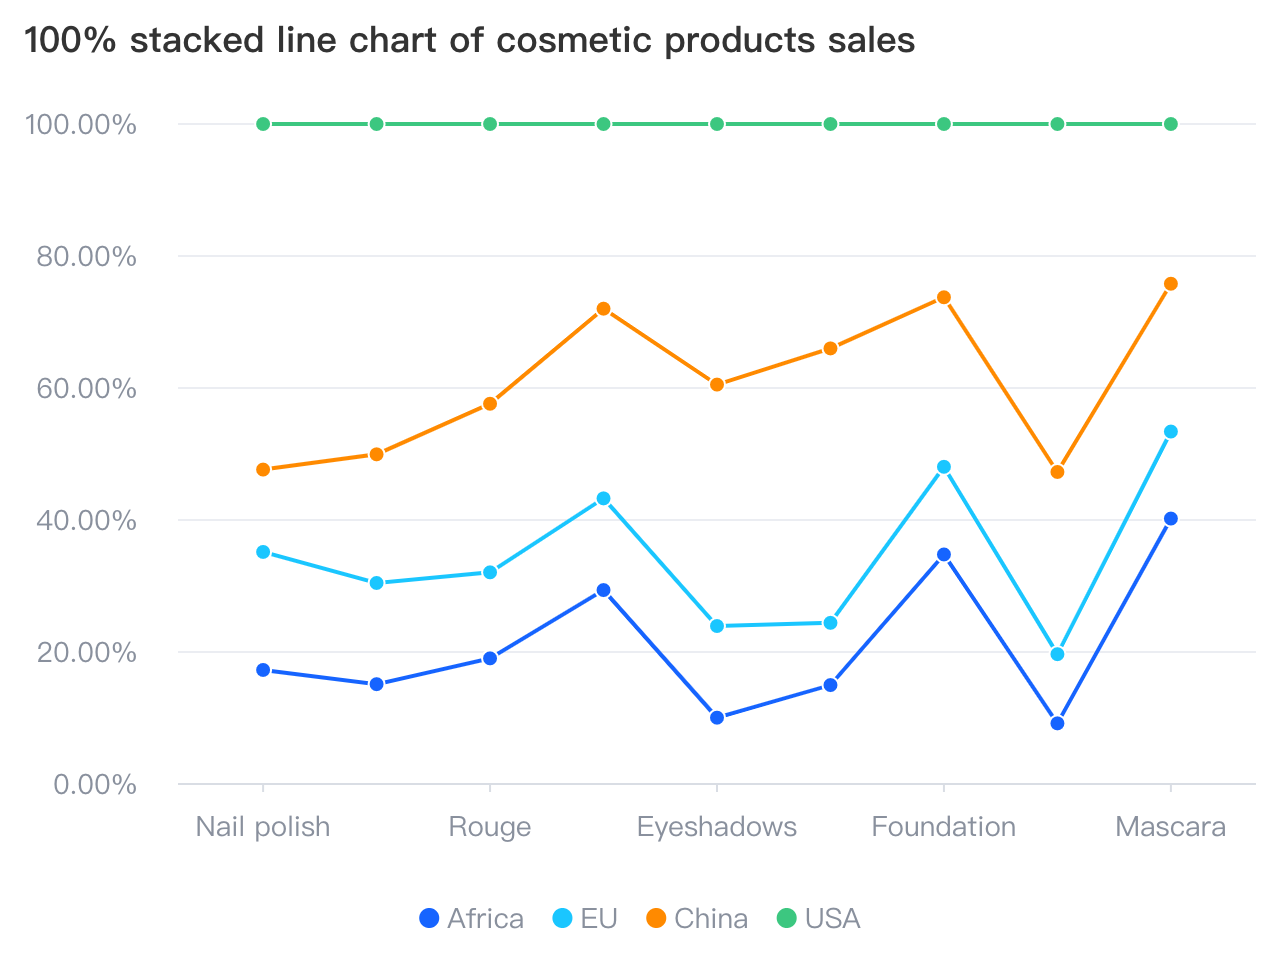 100% stacked line chart of cosmetic products sales
100.00%
80.00%
60.00%
40.00%
20.00%
0.00%
Nail polish Rouge Eyeshadows Foundation Mascara
Africa EU China USA